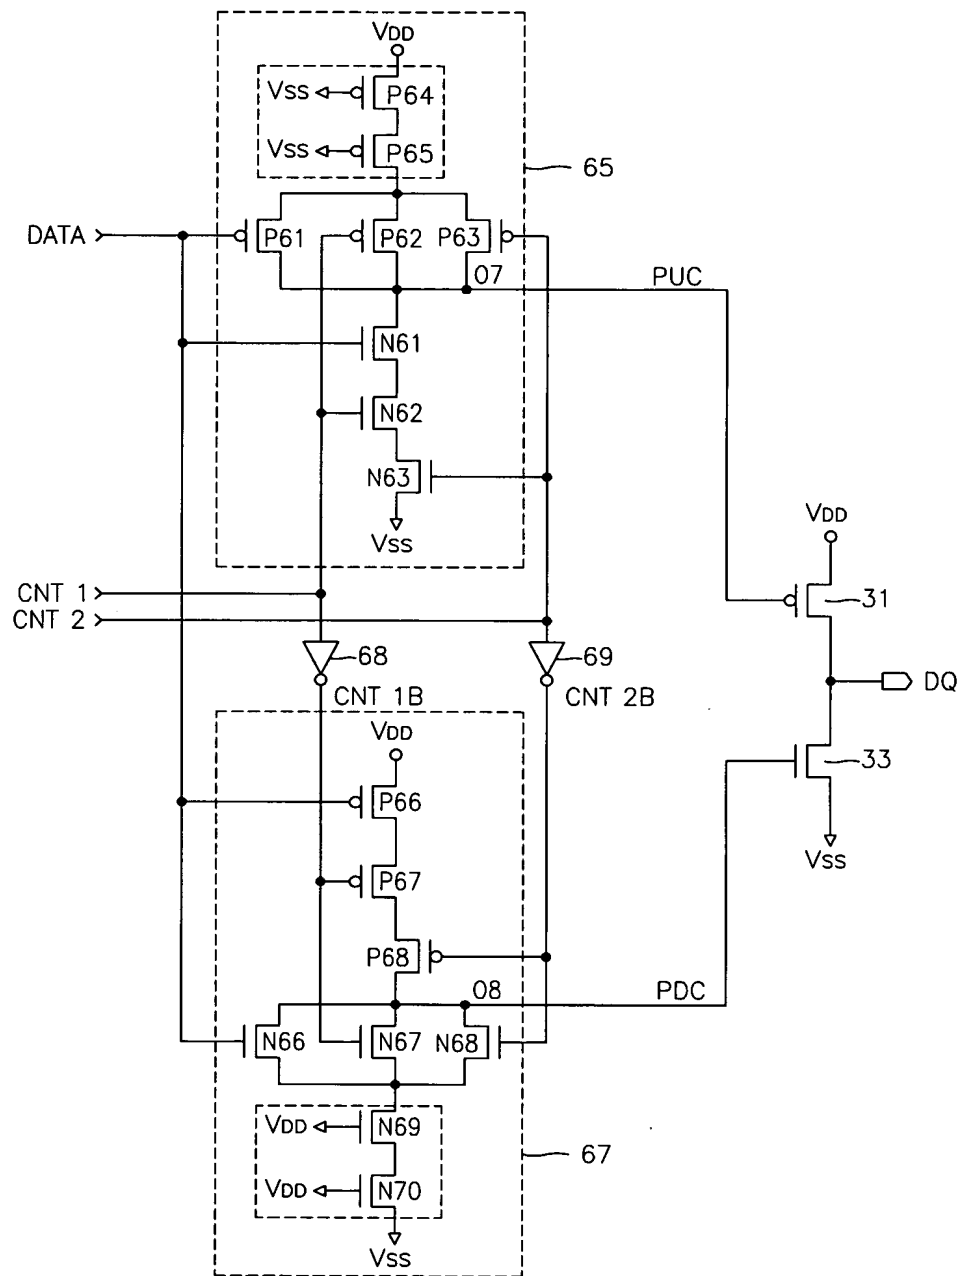 VDD
VSS P64
VSS P65
65
DATA P61 P62 P63
O7 PUC
N61
N62
N63
VSS
VDD
CNT 1
CNT 2
31
68 69
CNT 1B CNT 2B
DQ
VDD
33
P66
VSS
P67
P68
O8 PDC
N66 N67 N68
VDD N69
67
VDD N70
VSS